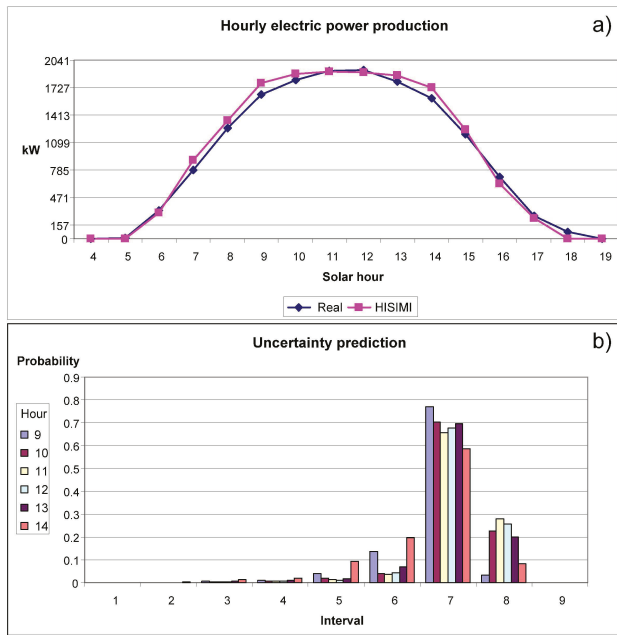 Hourly electric power production
a)
2041
1727
1413
1099
785
471
157
0
kW
4 5 6 7 8 9 10 11 12 13 14 15 16 17 18 19
Solar hour
Real HISIMI
Uncertainty prediction
b)
Probability
0.9
0.8
0.7
0.6
0.5
0.4
0.3
0.2
0.1
0
Hour
9
10
11
12
13
14
1 2 3 4 5 6 7 8 9
Interval